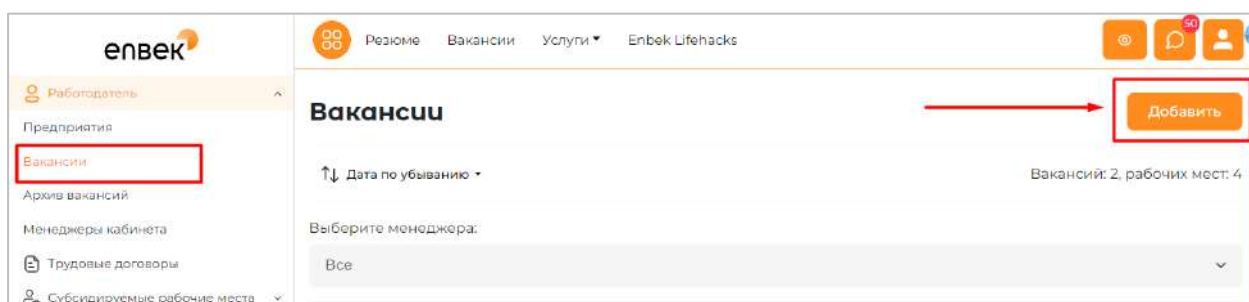 enbek
Резюме Вакансии Услуги Enbek Lifehacks
50
Работодатель
Предприятия
Вакансии
Архив вакансий
Менеджеры кабинета
Трудовые договоры
Субсидируемые рабочие места
Вакансии
Добавить
Дата по убыванию
Вакансий: 2, рабочих мест: 4
Выберите менеджера:
Все